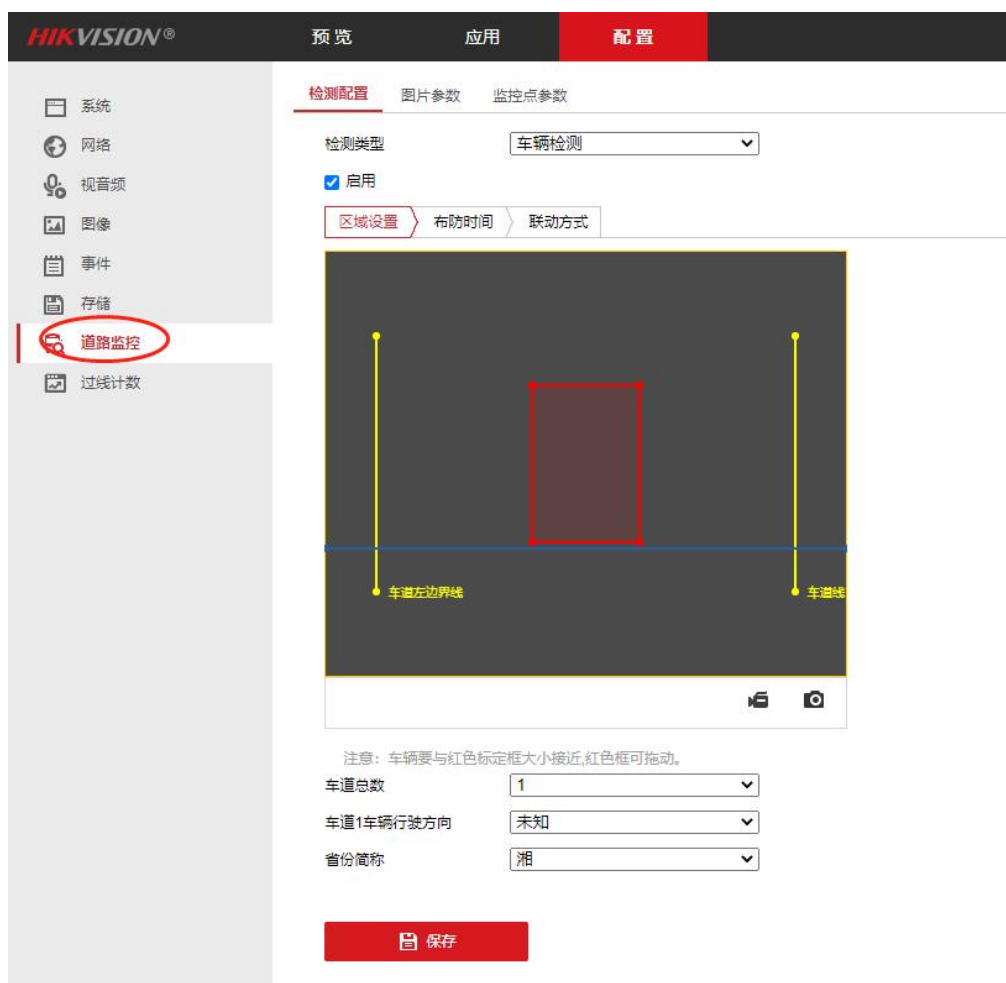 HIKVISION®
预览 应用 配置
系统
网络
视音频
图像
事件
存储
道路监控
过线计数
检测配置 图片参数 监控点参数
检测类型 车辆检测
启用
区域设置 布防时间 联动方式
车道左边界线 车道线
注意：车辆要与红色标定框大小接近,红色框可拖动。
车道总数 1
车道1车辆行驶方向 未知
省份简称 湘
保存